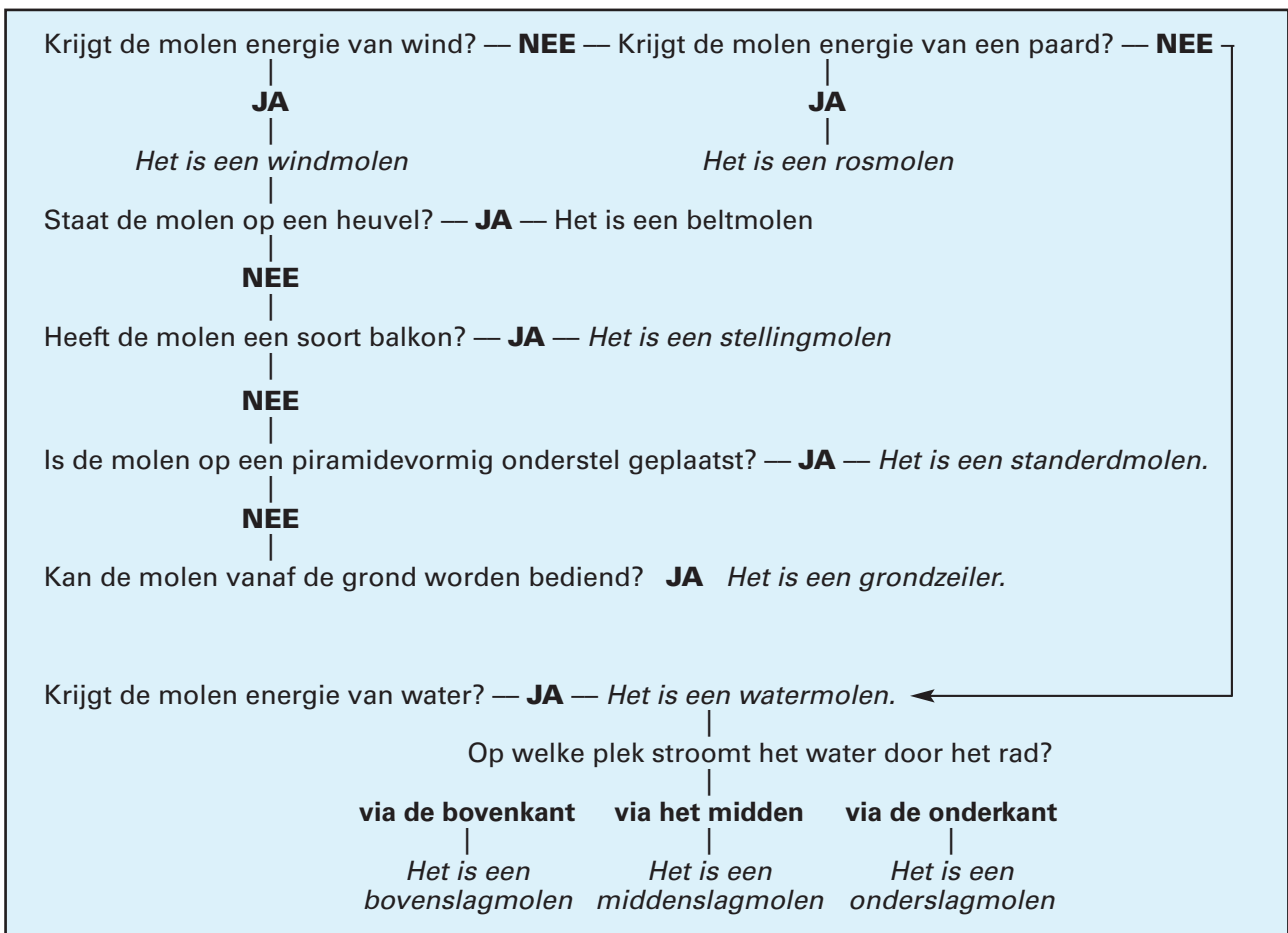 Krijgt de molen energie van wind? — NEE — Krijgt de molen energie van een paard? — NEE
JA JA
Het is een windmolen Het is een rosmolen
Staat de molen op een heuvel? — JA — Het is een beltmolen
NEE
Heeft de molen een soort balkon? — JA — Het is een stellingmolen
NEE
Is de molen op een piramidevormig onderstel geplaatst? — JA — Het is een standerdmolen.
NEE
Kan de molen vanaf de grond worden bediend? JA Het is een grondzeiler.
Krijgt de molen energie van water? — JA — Het is een watermolen.
Op welke plek stroomt het water door het rad?
via de bovenkant via het midden via de onderkant
Het is een Het is een Het is een
bovenslagmolen middenslagmolen onderslagmolen